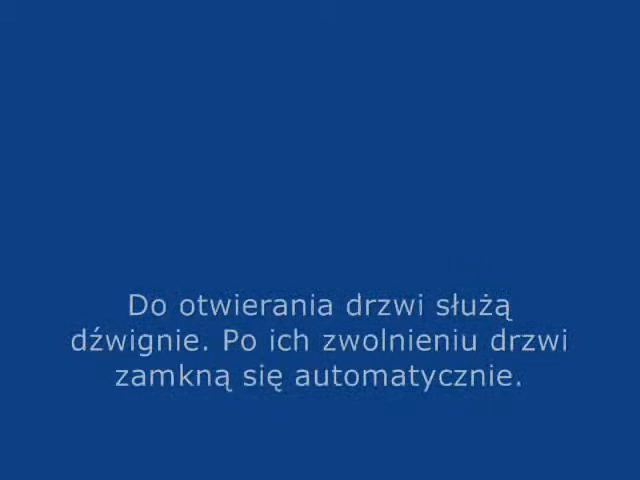 Do otwierania drzwi służą
dźwignie. Po ich zwolnieniu drzwi
zamkną się automatycznie.